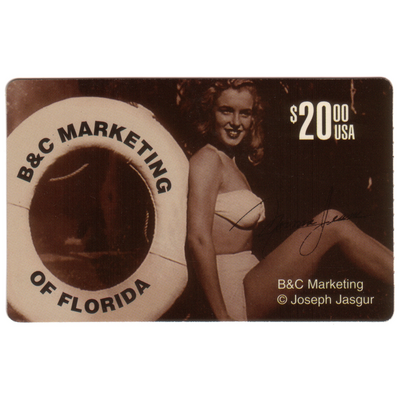 B&C MARKETING
OF FLORIDA
$20.00
USA
B&C Marketing
© Joseph Jasgur